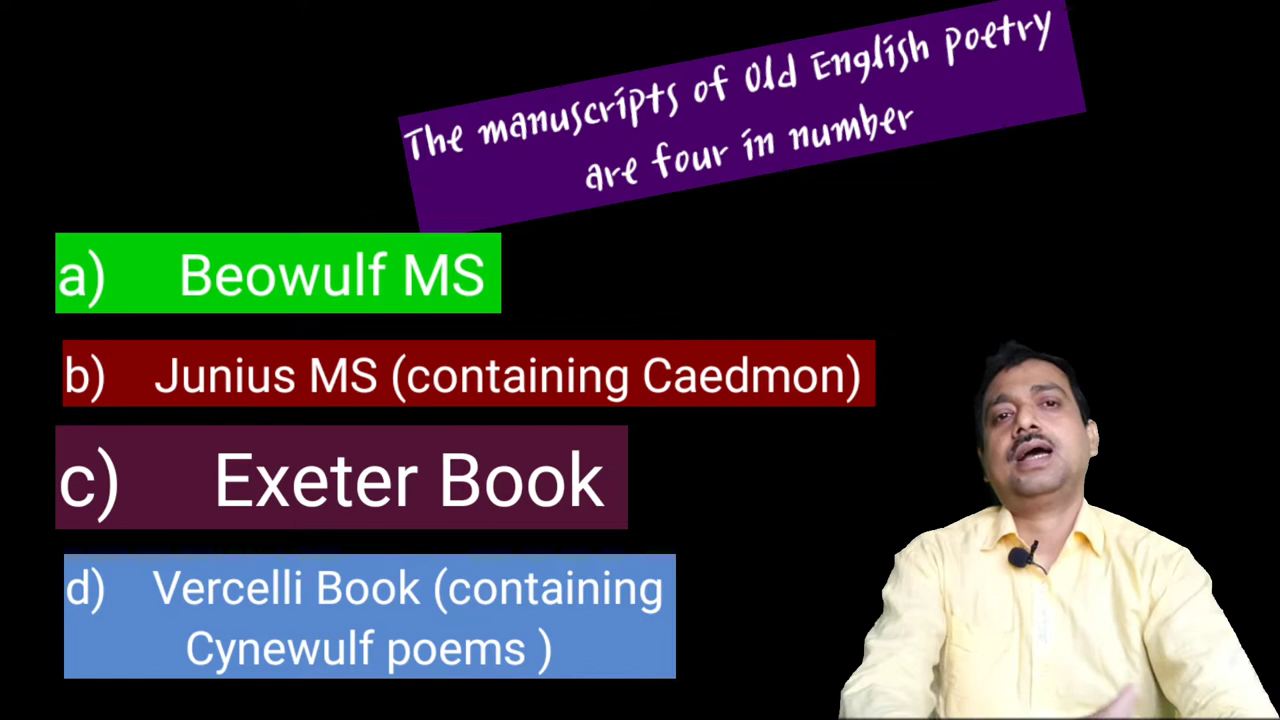 The manuscripts of Old English poetry
are four in number
a) Beowulf MS
b) Junius MS (containing Caedmon)
c) Exeter Book
d) Vercelli Book (containing
Cynewulf poems )